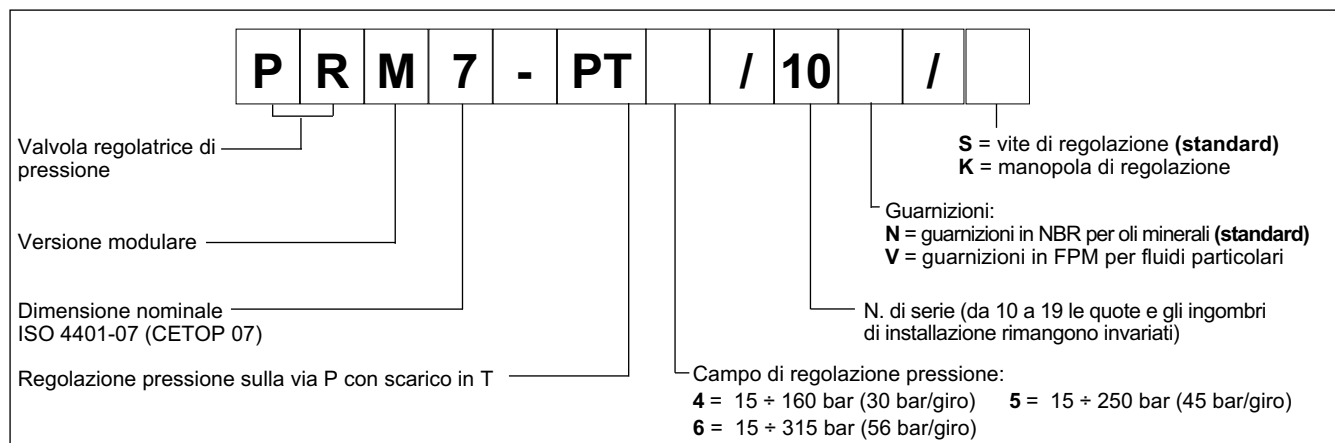 P R M 7 - PT / 10 /
Valvola regolatrice di
pressione
Versione modulare
Dimensione nominale
ISO 4401-07 (CETOP 07)
Regolazione pressione sulla via P con scarico in T
S = vite di regolazione (standard)
K = manopola di regolazione
Guarnizioni:
N = guarnizioni in NBR per oli minerali (standard)
V = guarnizioni in FPM per fluidi particolari
N. di serie (da 10 a 19 le quote e gli ingombri
di installazione rimangono invariati)
Campo di regolazione pressione:
4 = 15 ÷ 160 bar (30 bar/giro) 5 = 15 ÷ 250 bar (45 bar/giro)
6 = 15 ÷ 315 bar (56 bar/giro)